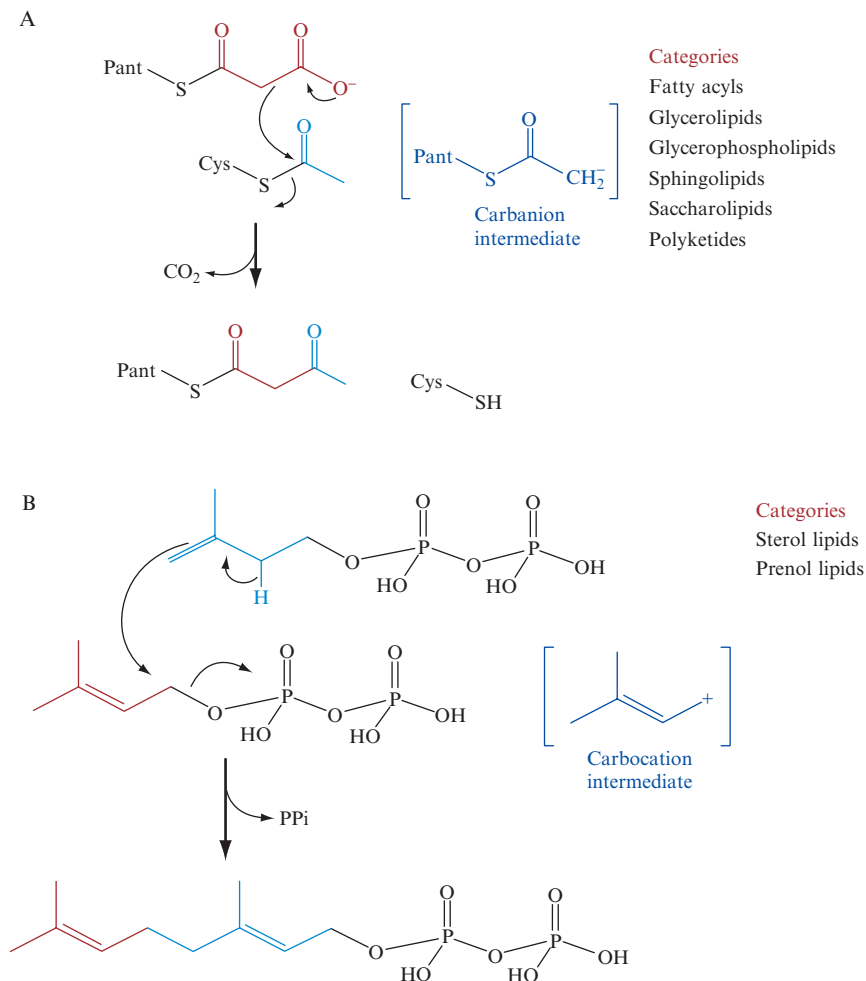 A
O
O
Pant
S
O⁻
O
Cys
S
O
Pant
S
CH₂⁻
Carbanion
intermediate
Categories
Fatty acyls
Glycerolipids
Glycerophospholipids
Sphingolipids
Saccharolipids
Polyketides
CO₂
O
O
Pant
S
Cys
SH
B
O
O
P
P
O
O
OH
HO
HO
H
Categories
Sterol lipids
Prenol lipids
O
O
P
P
O
O
OH
HO
HO
+
Carbocation
intermediate
PPi
O
O
P
P
O
O
OH
HO
HO